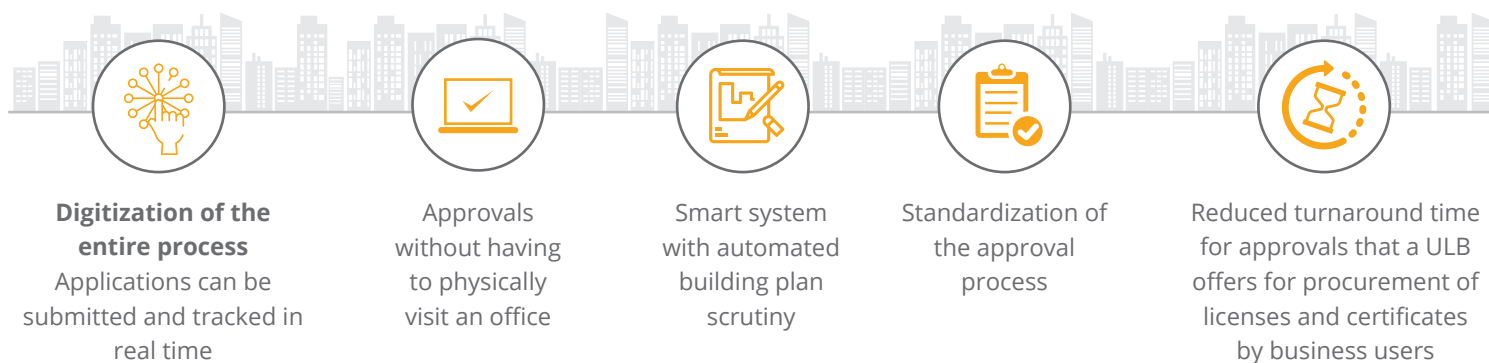 Digitization of the
entire process
Applications can be
submitted and tracked in
real time
Approvals
without having
to physically
visit an office
Smart system
with automated
building plan
scrutiny
Standardization of
the approval
process
Reduced turnaround time
for approvals that a ULB
offers for procurement of
licenses and certificates
by business users